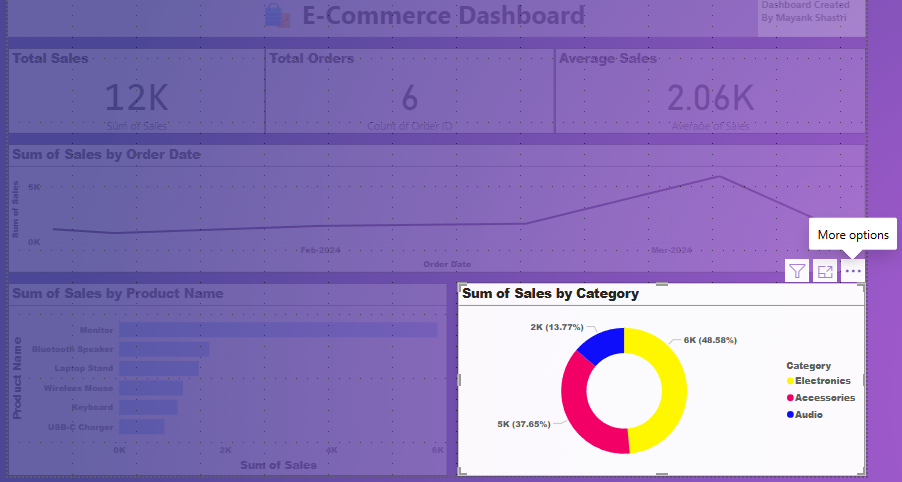 E-Commerce Dashboard
Dashboard Created
By Mayank Shastri
Total Sales
12K
Sum of Sales
Total Orders
6
Count of Order ID
Average Sales
2.06K
Average of Sales
Sum of Sales by Order Date
Sum of Sales
5K
0K
Feb-2024
Mar-2024
Order Date
More options
Sum of Sales by Product Name
Product Name
Monitor
Bluetooth Speaker
Laptop Stand
Wireless Mouse
Keyboard
USB-C Charger
0K
2K
4K
6K
Sum of Sales
Sum of Sales by Category
2K (13.77%)
6K (48.58%)
5K (37.65%)
Category
Electronics
Accessories
Audio